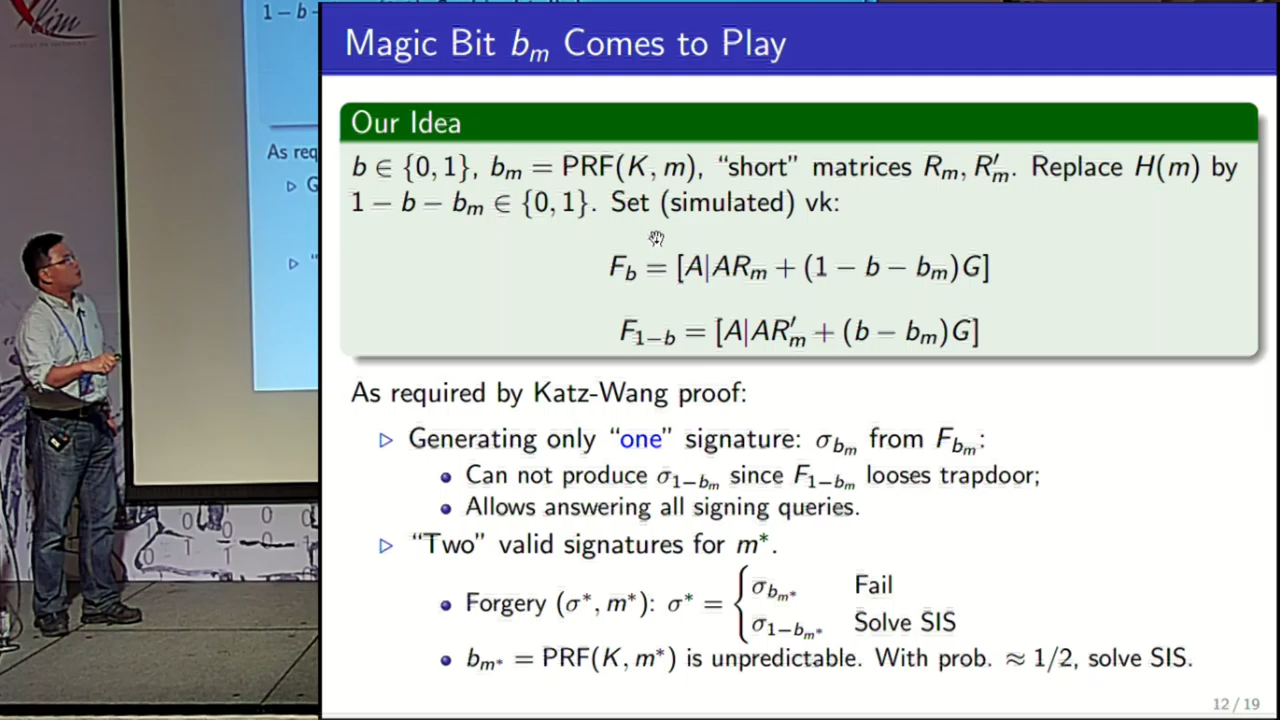 1 − b −
As req
▷ G
▷ "
Magic Bit b_m Comes to Play
Our Idea
b ∈ {0, 1}, b_m = PRF(K, m), “short” matrices R_m, R′_m. Replace H(m) by
1 − b − b_m ∈ {0, 1}. Set (simulated) vk:
F_b = [A|AR_m + (1 − b − b_m)G]
F_{1−b} = [A|AR′_m + (b − b_m)G]
As required by Katz-Wang proof:
▷ Generating only “one” signature: σ_{b_m} from F_{b_m}:
• Can not produce σ_{1−b_m} since F_{1−b_m} looses trapdoor;
• Allows answering all signing queries.
▷ “Two” valid signatures for m*.
• Forgery (σ*, m*): σ* = { σ_{b_{m*}} Fail
σ_{1−b_{m*}} Solve SIS
• b_{m*} = PRF(K, m*) is unpredictable. With prob. ≈ 1/2, solve SIS.
12 / 19